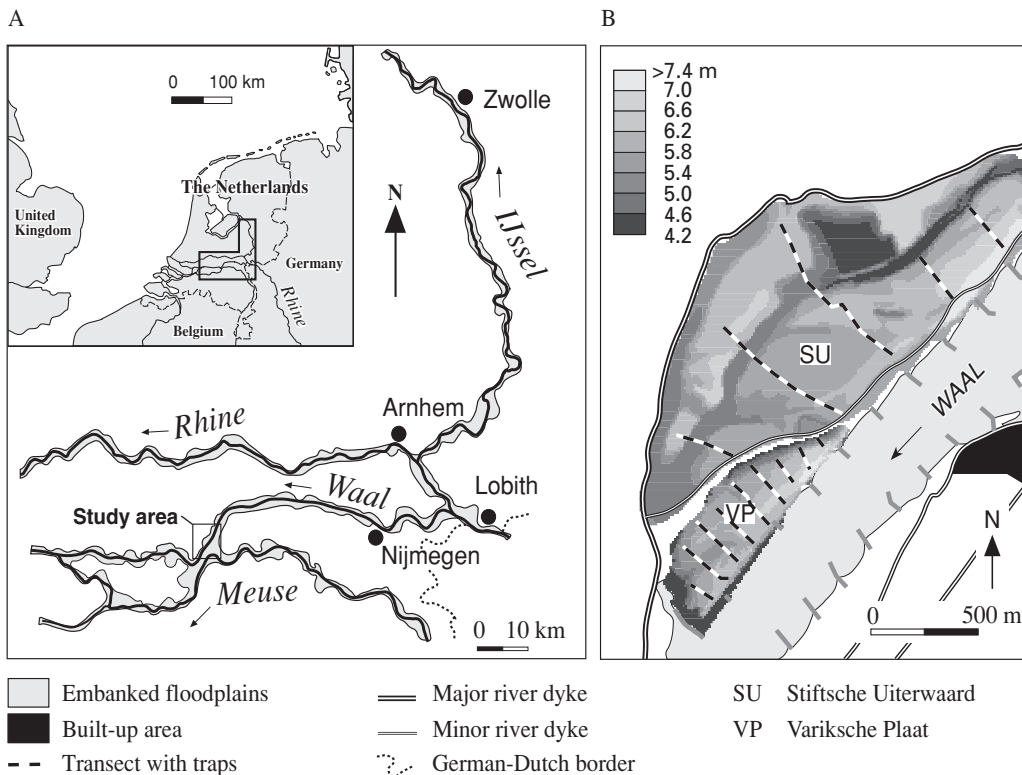 A
0 100 km
The Netherlands
United
Kingdom
Germany
Rhine
Belgium
N
Zwolle
IJssel
Arnhem
Rhine
Waal
Lobith
Study area
Nijmegen
Meuse
0 10 km
B
>7.4 m
7.0
6.6
6.2
5.8
5.4
5.0
4.6
4.2
SU
WAAL
VP
N
0 500 m
Embanked floodplains
Built-up area
Transect with traps
Major river dyke
Minor river dyke
German-Dutch border
SU Stiftsche Uiterwaard
VP Variksche Plaat